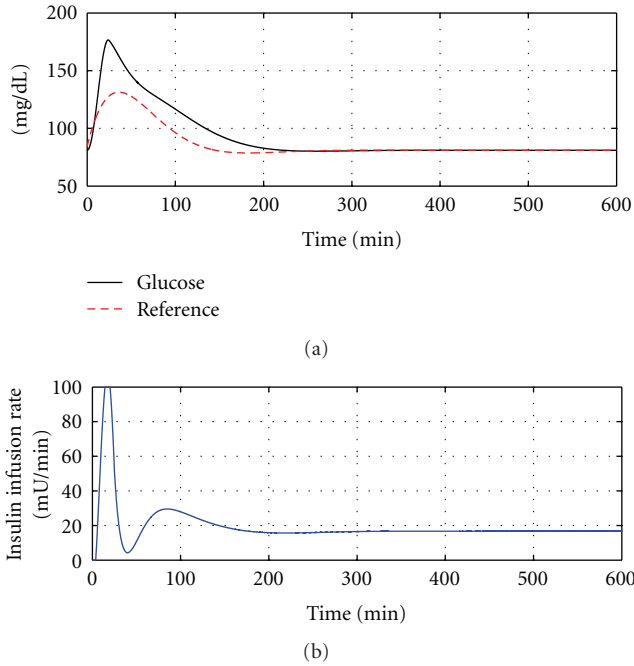 200
150
100
50
(mg/dL)
0 100 200 300 400 500 600
Time (min)
Glucose
Reference
(a)
100
80
60
40
20
0
Insulin infusion rate
(mU/min)
0 100 200 300 400 500 600
Time (min)
(b)